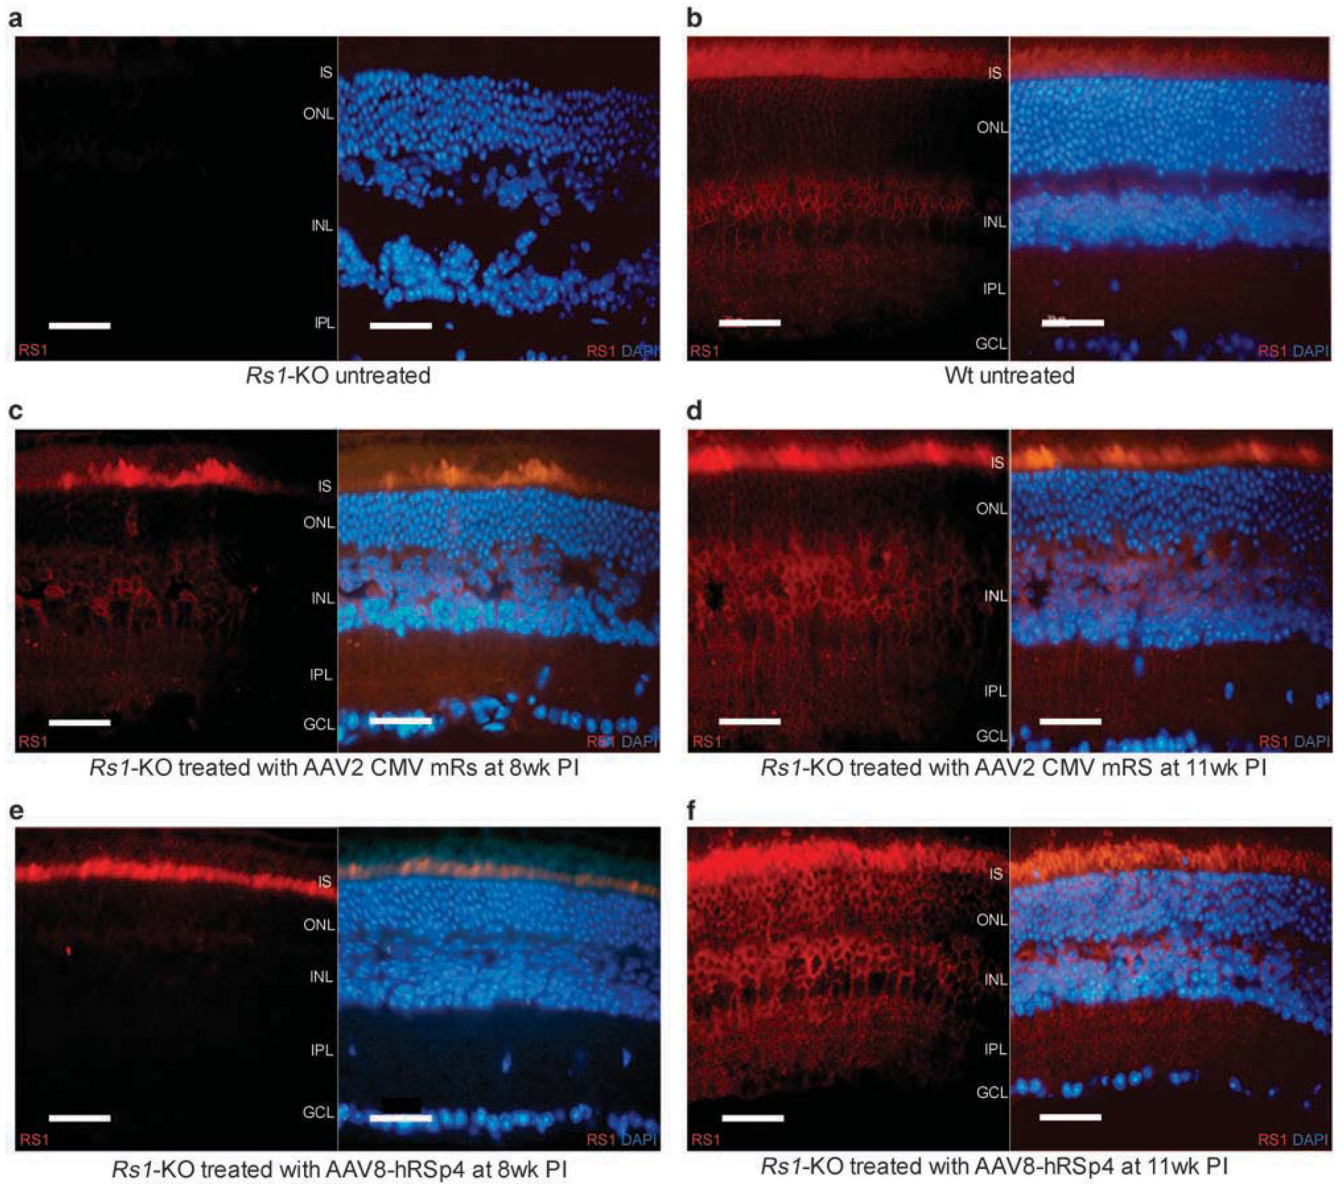 a
IS
ONL
INL
IPL
RS1
RS1 DAPI
Rs1-KO untreated
b
IS
ONL
INL
IPL
GCL
RS1
RS1 DAPI
Wt untreated
c
IS
ONL
INL
IPL
GCL
RS1
RS1 DAPI
Rs1-KO treated with AAV2 CMV mRs at 8wk PI
d
IS
ONL
INL
IPL
GCL
RS1
RS1 DAPI
Rs1-KO treated with AAV2 CMV mRS at 11wk PI
e
IS
ONL
INL
IPL
GCL
RS1
RS1 DAPI
Rs1-KO treated with AAV8-hRSp4 at 8wk PI
f
IS
ONL
INL
IPL
GCL
RS1
RS1 DAPI
Rs1-KO treated with AAV8-hRSp4 at 11wk PI